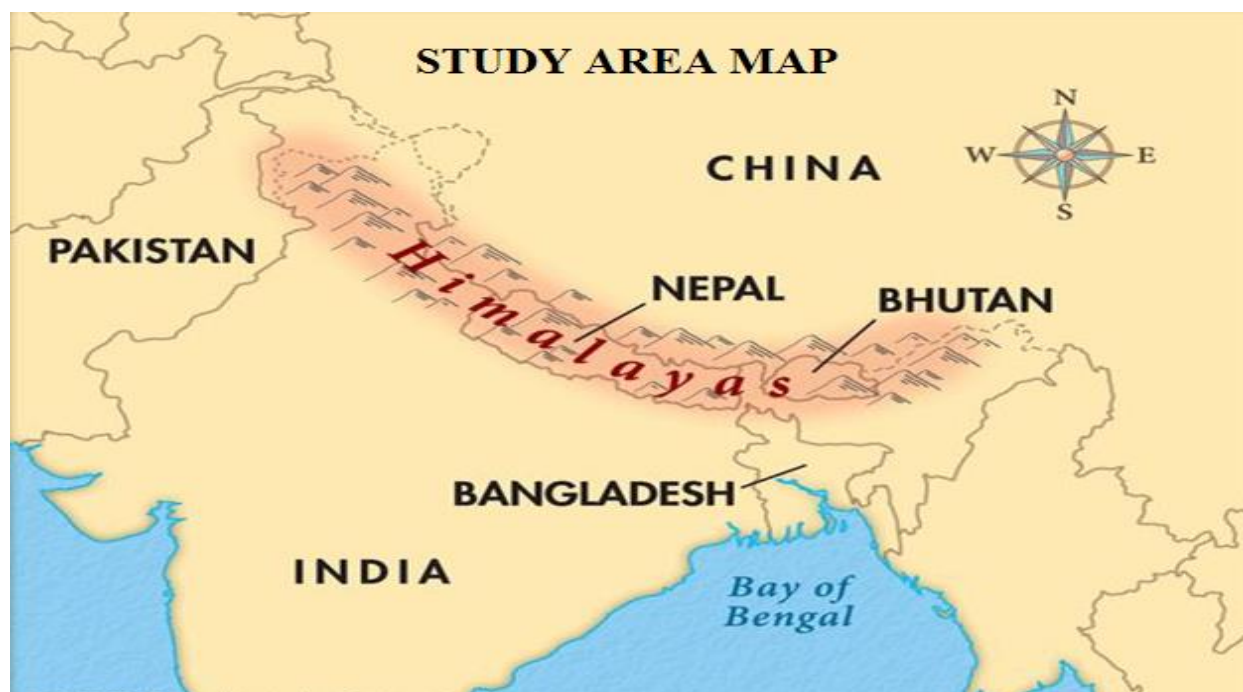 STUDY AREA MAP
N
W
E
S
CHINA
PAKISTAN
Himalayas
NEPAL
BHUTAN
BANGLADESH
INDIA
Bay of
Bengal